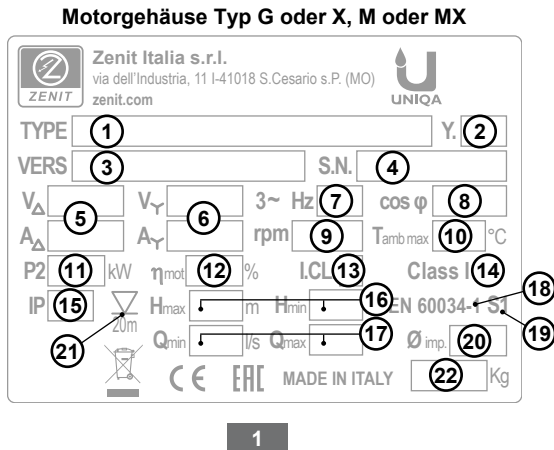 Motorgehäuse Typ G oder X, M oder MX
ZENIT
Zenit Italia s.r.l.
via dell'Industria, 11 I-41018 S.Cesario s.P. (MO)
zenit.com
UNIQA
TYPE 1 Y. 2
VERS 3 S.N. 4
V△ 5 V⅄ 6 3~ Hz 7 cos φ 8
A△ A⅄ rpm 9 Tamb max 10 °C
P2 11 kW ηmot 12 % I.CL 13 Class I 14
IP 15 Hmax m Hmin 16 EN 60034-1 S1 18
20m Qmin l/s Qmax 17 Ø imp. 20 19
21 CE EAC MADE IN ITALY 22 Kg
1